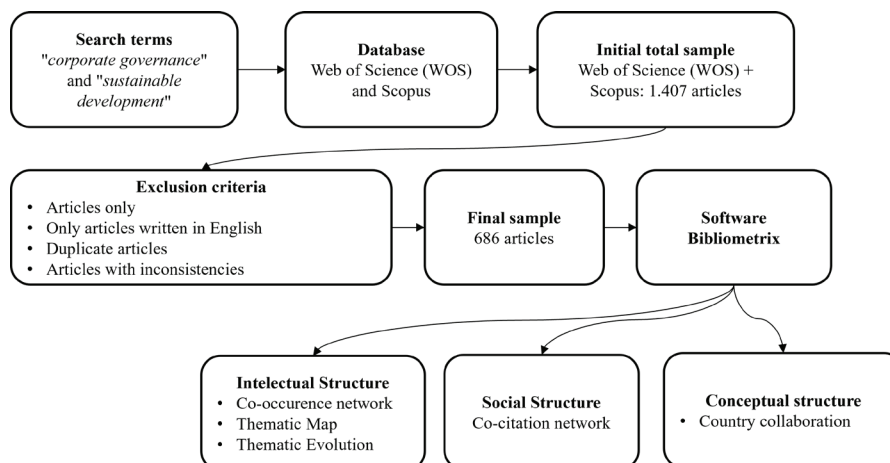 Search terms
"corporate governance"
and "sustainable
development"
Database
Web of Science (WOS)
and Scopus
Initial total sample
Web of Science (WOS) +
Scopus: 1.407 articles
Exclusion criteria
• Articles only
• Only articles written in English
• Duplicate articles
• Articles with inconsistencies
Final sample
686 articles
Software
Bibliometrix
Intelectual Structure
• Co-occurence network
• Thematic Map
• Thematic Evolution
Social Structure
Co-citation network
Conceptual structure
• Country collaboration